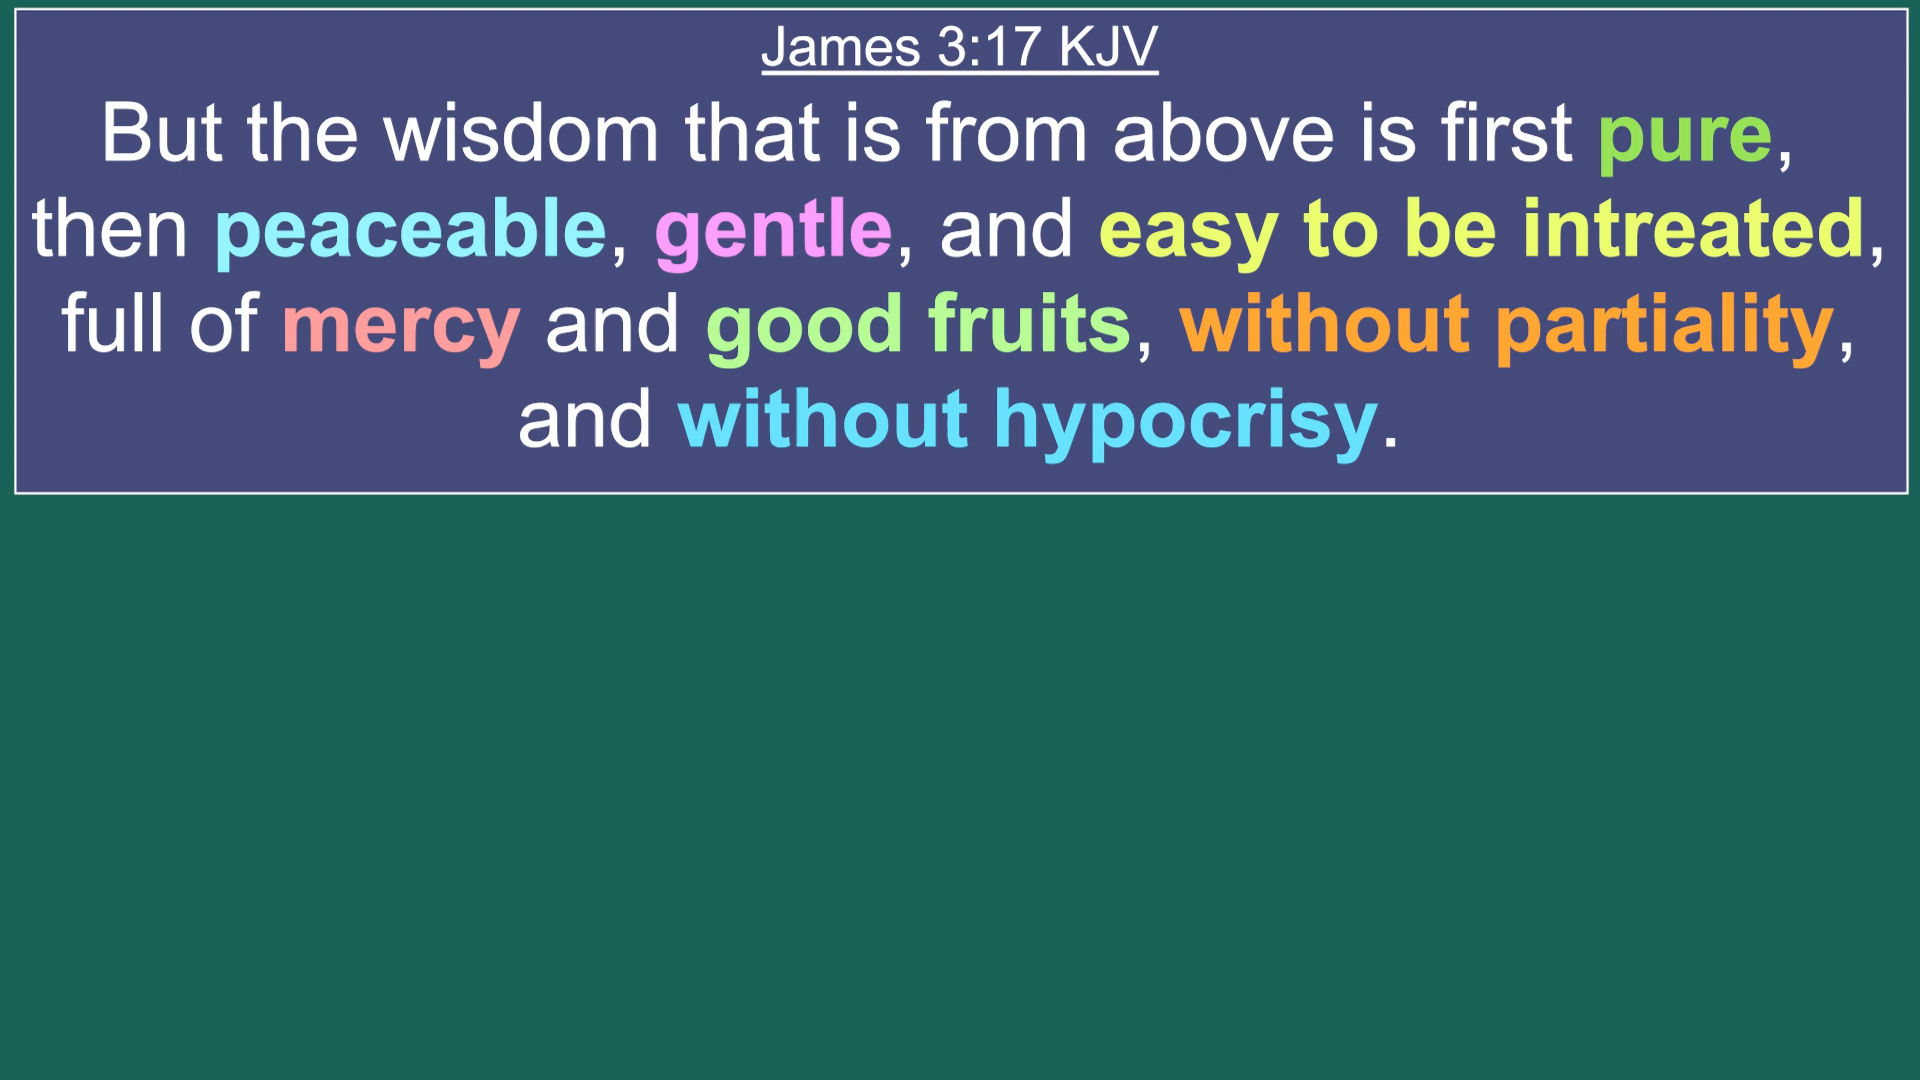 James 3:17 KJV
But the wisdom that is from above is first pure,
then peaceable, gentle, and easy to be intreated,
full of mercy and good fruits, without partiality,
and without hypocrisy.